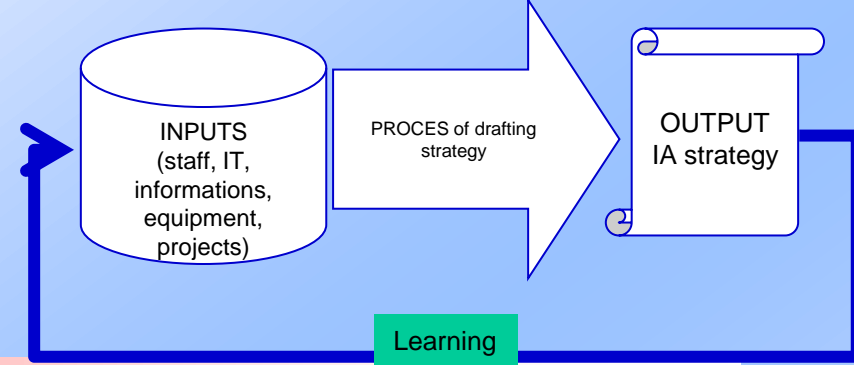 INPUTS
(staff, IT,
informations,
equipment,
projects)
PROCES of drafting
strategy
OUTPUT
IA strategy
Learning